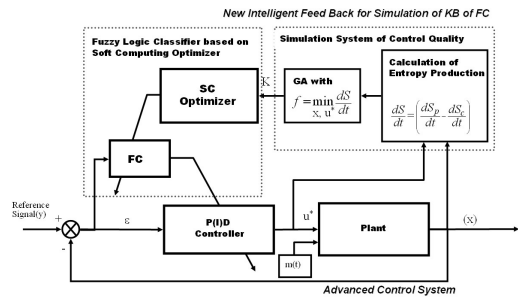 New Intelligent Feed Back for Simulation of KB of FC
Fuzzy Logic Classifier based on
Soft Computing Optimizer
Simulation System of Control Quality
SC
Optimizer
K
GA with
f = min dS/dt
x, u*
Calculation of
Entropy Production
dS/dt = (dSp/dt - dSc/dt)
FC
Reference
Signal(y)
+
-
ε
P(I)D
Controller
u*
Plant
(x)
m(t)
Advanced Control System